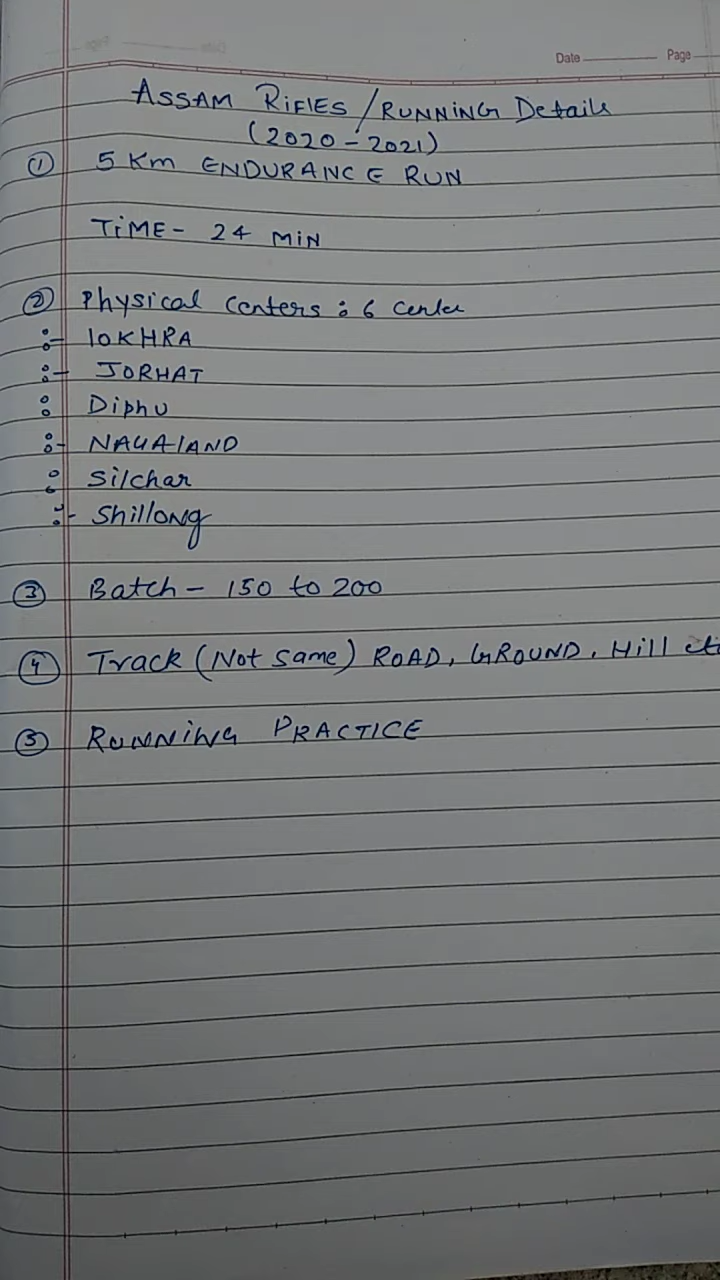 Date Page
ASSAM RIFLES / RUNNING Details
(2020-2021)
① 5 Km ENDURANCE RUN
TiME - 24 MiN
② Physical Centers : 6 Center
:- lOKHRA
:- JORHAT
: Diphu
:- NAGAlAND
: Silchar
:- Shillong
③ Batch - 150 to 200
④ Track (Not same) ROAD, GROUND, Hill etc
⑤ RUNNiNG PRACTICE